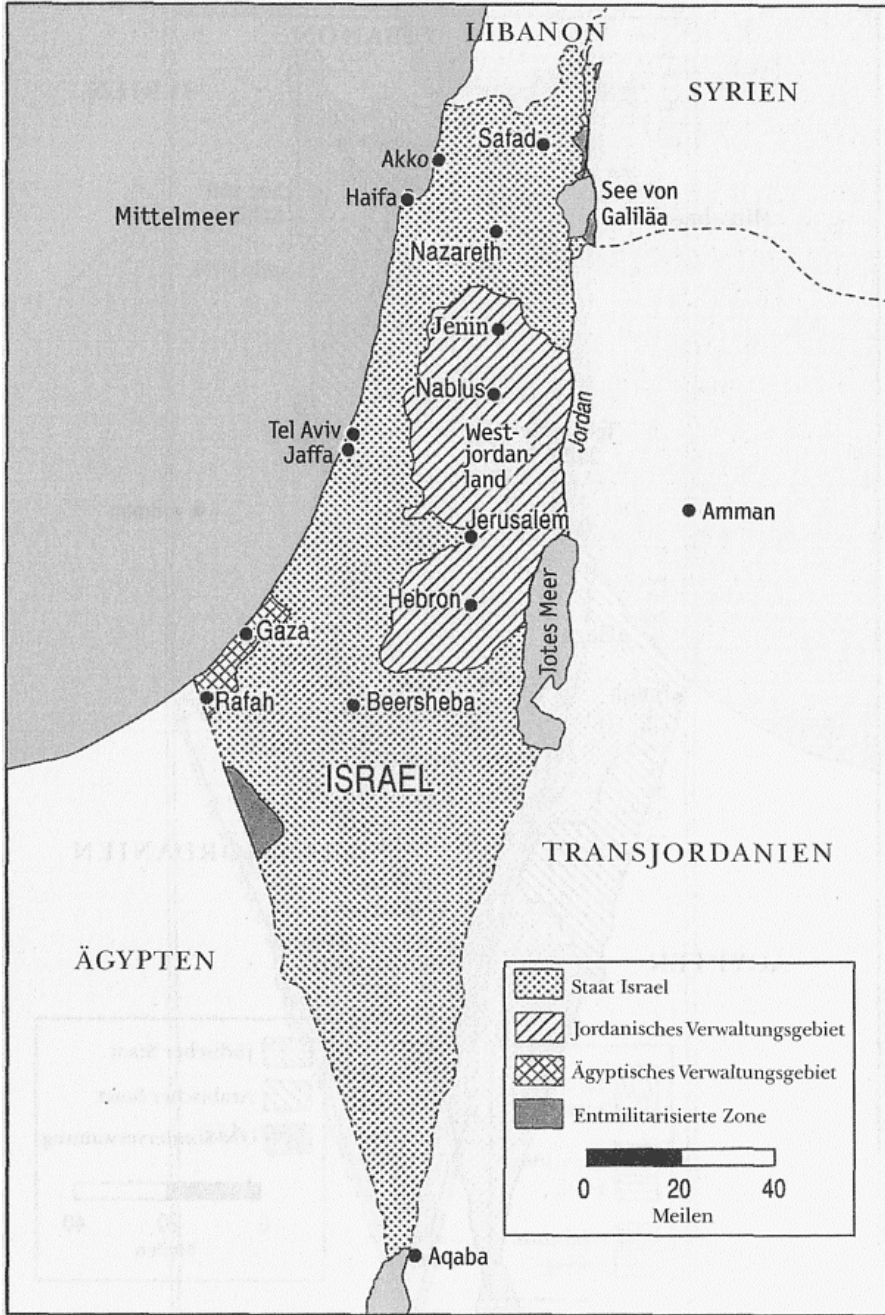 LIBANON
SYRIEN
Safad
Akko
See von
Galiläa
Haifa
Mittelmeer
Nazareth
Jenin
Nablus
Jordan
Tel Aviv
Jaffa
West-
jordan-
land
Amman
Jerusalem
Hebron
Totes Meer
Gaza
Rafah
Beersheba
ISRAEL
TRANSJORDANIEN
ÄGYPTEN
Staat Israel
Jordanisches Verwaltungsgebiet
Ägyptisches Verwaltungsgebiet
Entmilitarisierte Zone
0 20 40
Meilen
Aqaba